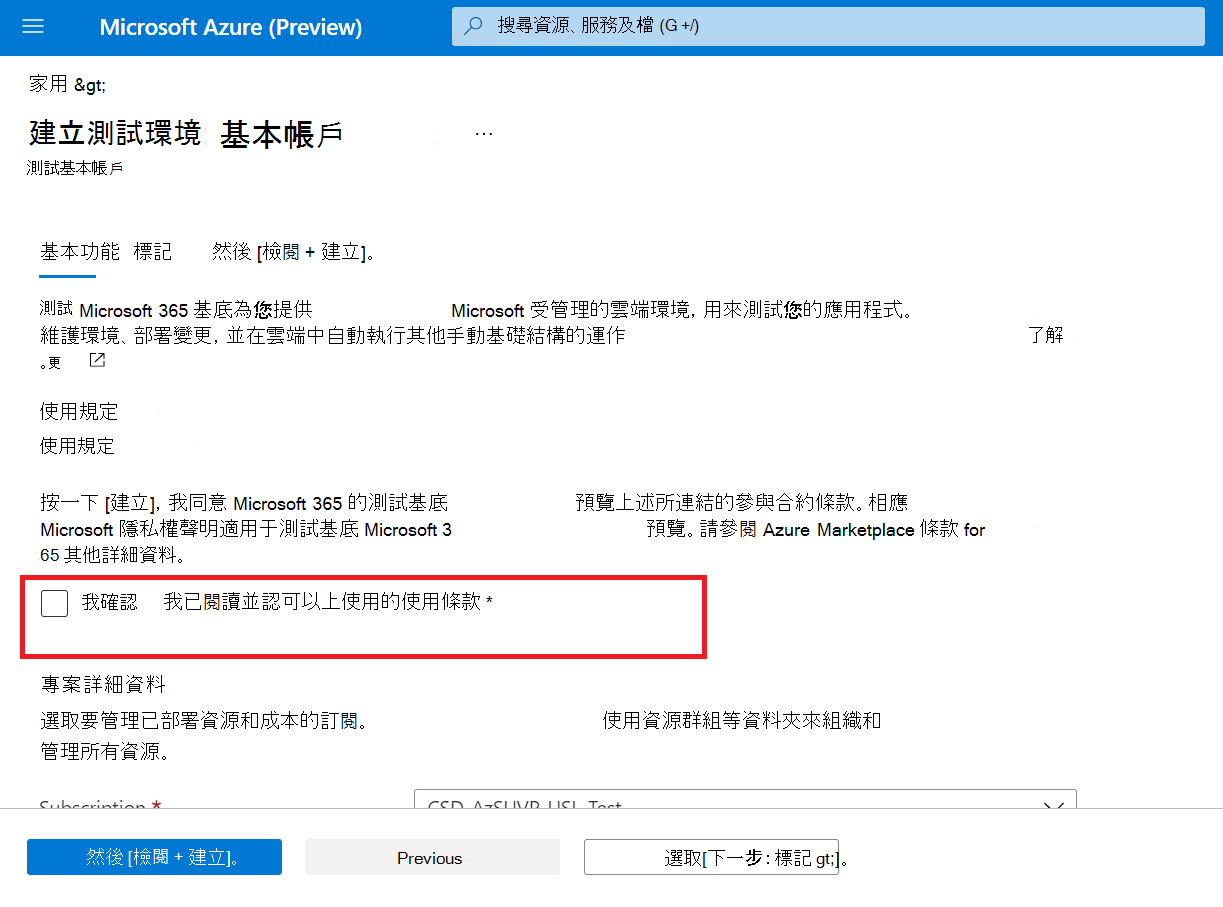 Microsoft Azure (Preview) 搜尋資源、服務及檔 (G +/)
家用 &gt;
建立測試環境 基本帳戶 ...
測試基本帳戶
基本功能 標記 然後 [檢閱 + 建立]。
測試 Microsoft 365 基底為您提供 Microsoft 受管理的雲端環境, 用來測試您的應用程式。
維護環境、部署變更, 並在雲端中自動執行其他手動基礎結構的運作 了解
。更
使用規定
使用規定
按一下 [建立], 我同意 Microsoft 365 的測試基底 預覽上述所連結的參與合約條款。相應
Microsoft 隱私權聲明適用于測試基底 Microsoft 3 預覽。請參閱 Azure Marketplace 條款 for
65 其他詳細資料。
我確認 我已閱讀並認可以上使用的使用條款 *
專案詳細資料
選取要管理已部署資源和成本的訂閱。 使用資源群組等資料夾來組織和
管理所有資源。
Subscription * CSD_AzSUVP_USL_Test
然後 [檢閱 + 建立]。 Previous 選取[下一步: 標記 gt;]。